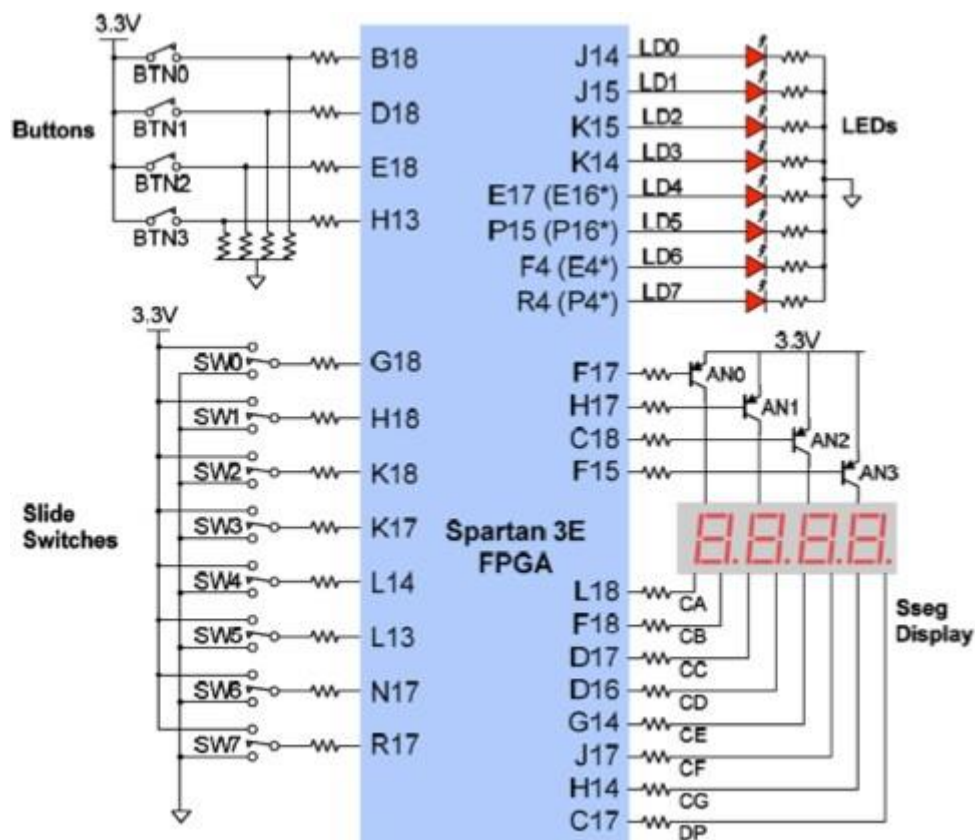 3.3V
BTN0
BTN1
BTN2
BTN3
Buttons
B18
D18
E18
H13
J14
J15
K15
K14
E17 (E16*)
P15 (P16*)
F4 (E4*)
R4 (P4*)
LD0
LD1
LD2
LD3
LD4
LD5
LD6
LD7
LEDs
3.3V
SW0
SW1
SW2
SW3
SW4
SW5
SW6
SW7
Slide
Switches
G18
H18
K18
K17
L14
L13
N17
R17
Spartan 3E
FPGA
3.3V
F17
H17
C18
F15
AN0
AN1
AN2
AN3
8.8.8.8.
L18
F18
D17
D16
G14
J17
H14
C17
CA
CB
CC
CD
CE
CF
CG
DP
Sseg
Display